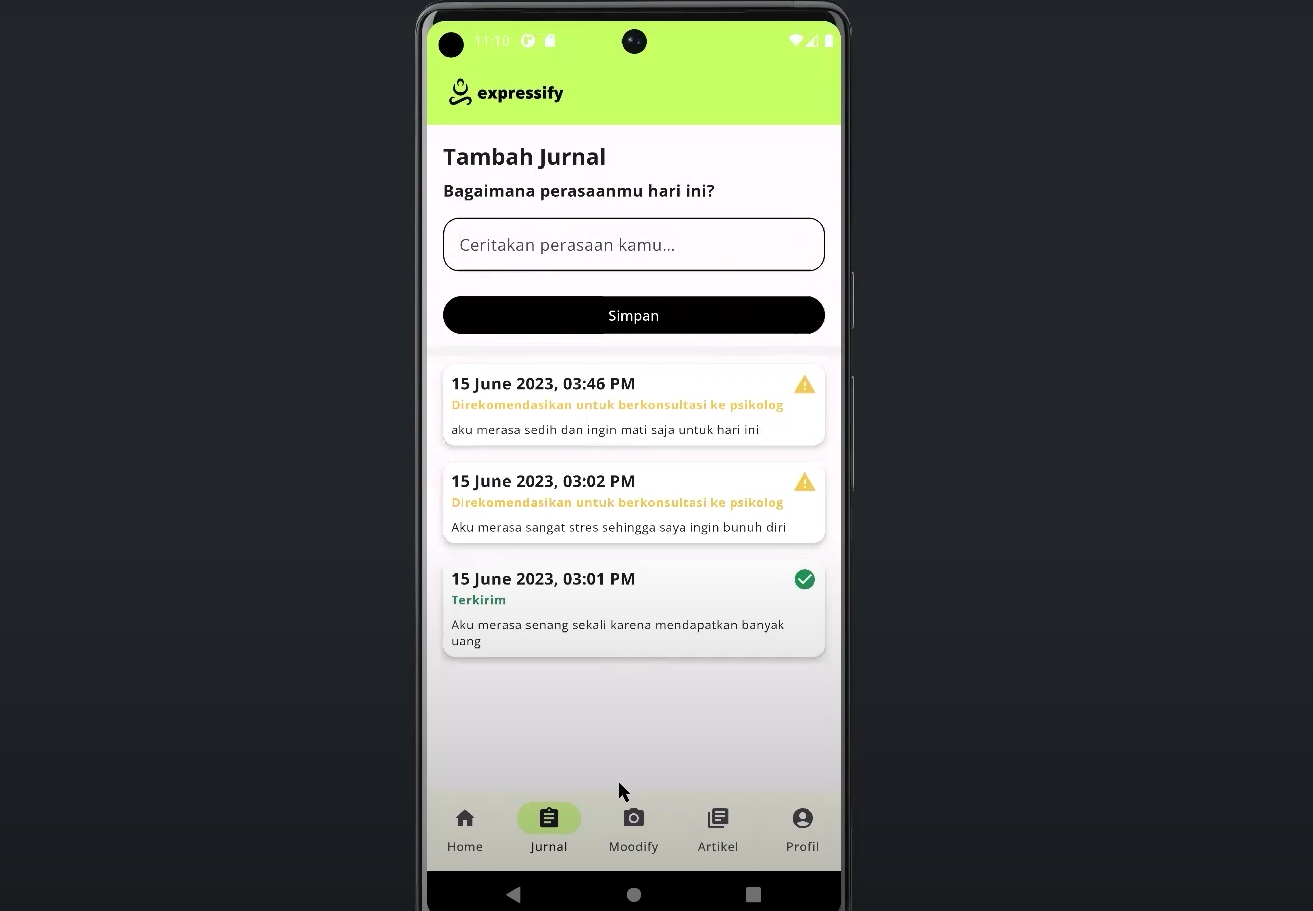 11:10
expressify
Tambah Jurnal
Bagaimana perasaanmu hari ini?
Ceritakan perasaan kamu...
Simpan
15 June 2023, 03:46 PM
Direkomendasikan untuk berkonsultasi ke psikolog
aku merasa sedih dan ingin mati saja untuk hari ini
15 June 2023, 03:02 PM
Direkomendasikan untuk berkonsultasi ke psikolog
Aku merasa sangat stres sehingga saya ingin bunuh diri
15 June 2023, 03:01 PM
Terkirim
Aku merasa senang sekali karena mendapatkan banyak
uang
Home Jurnal Moodify Artikel Profil